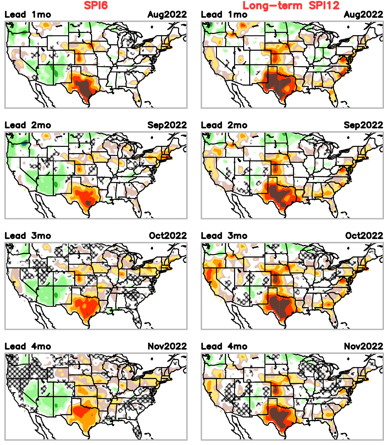 SPI6 Long-term SPI12
Lead 1mo Aug2022 Lead 1mo Aug2022
Lead 2mo Sep2022 Lead 2mo Sep2022
Lead 3mo Oct2022 Lead 3mo Oct2022
Lead 4mo Nov2022 Lead 4mo Nov2022